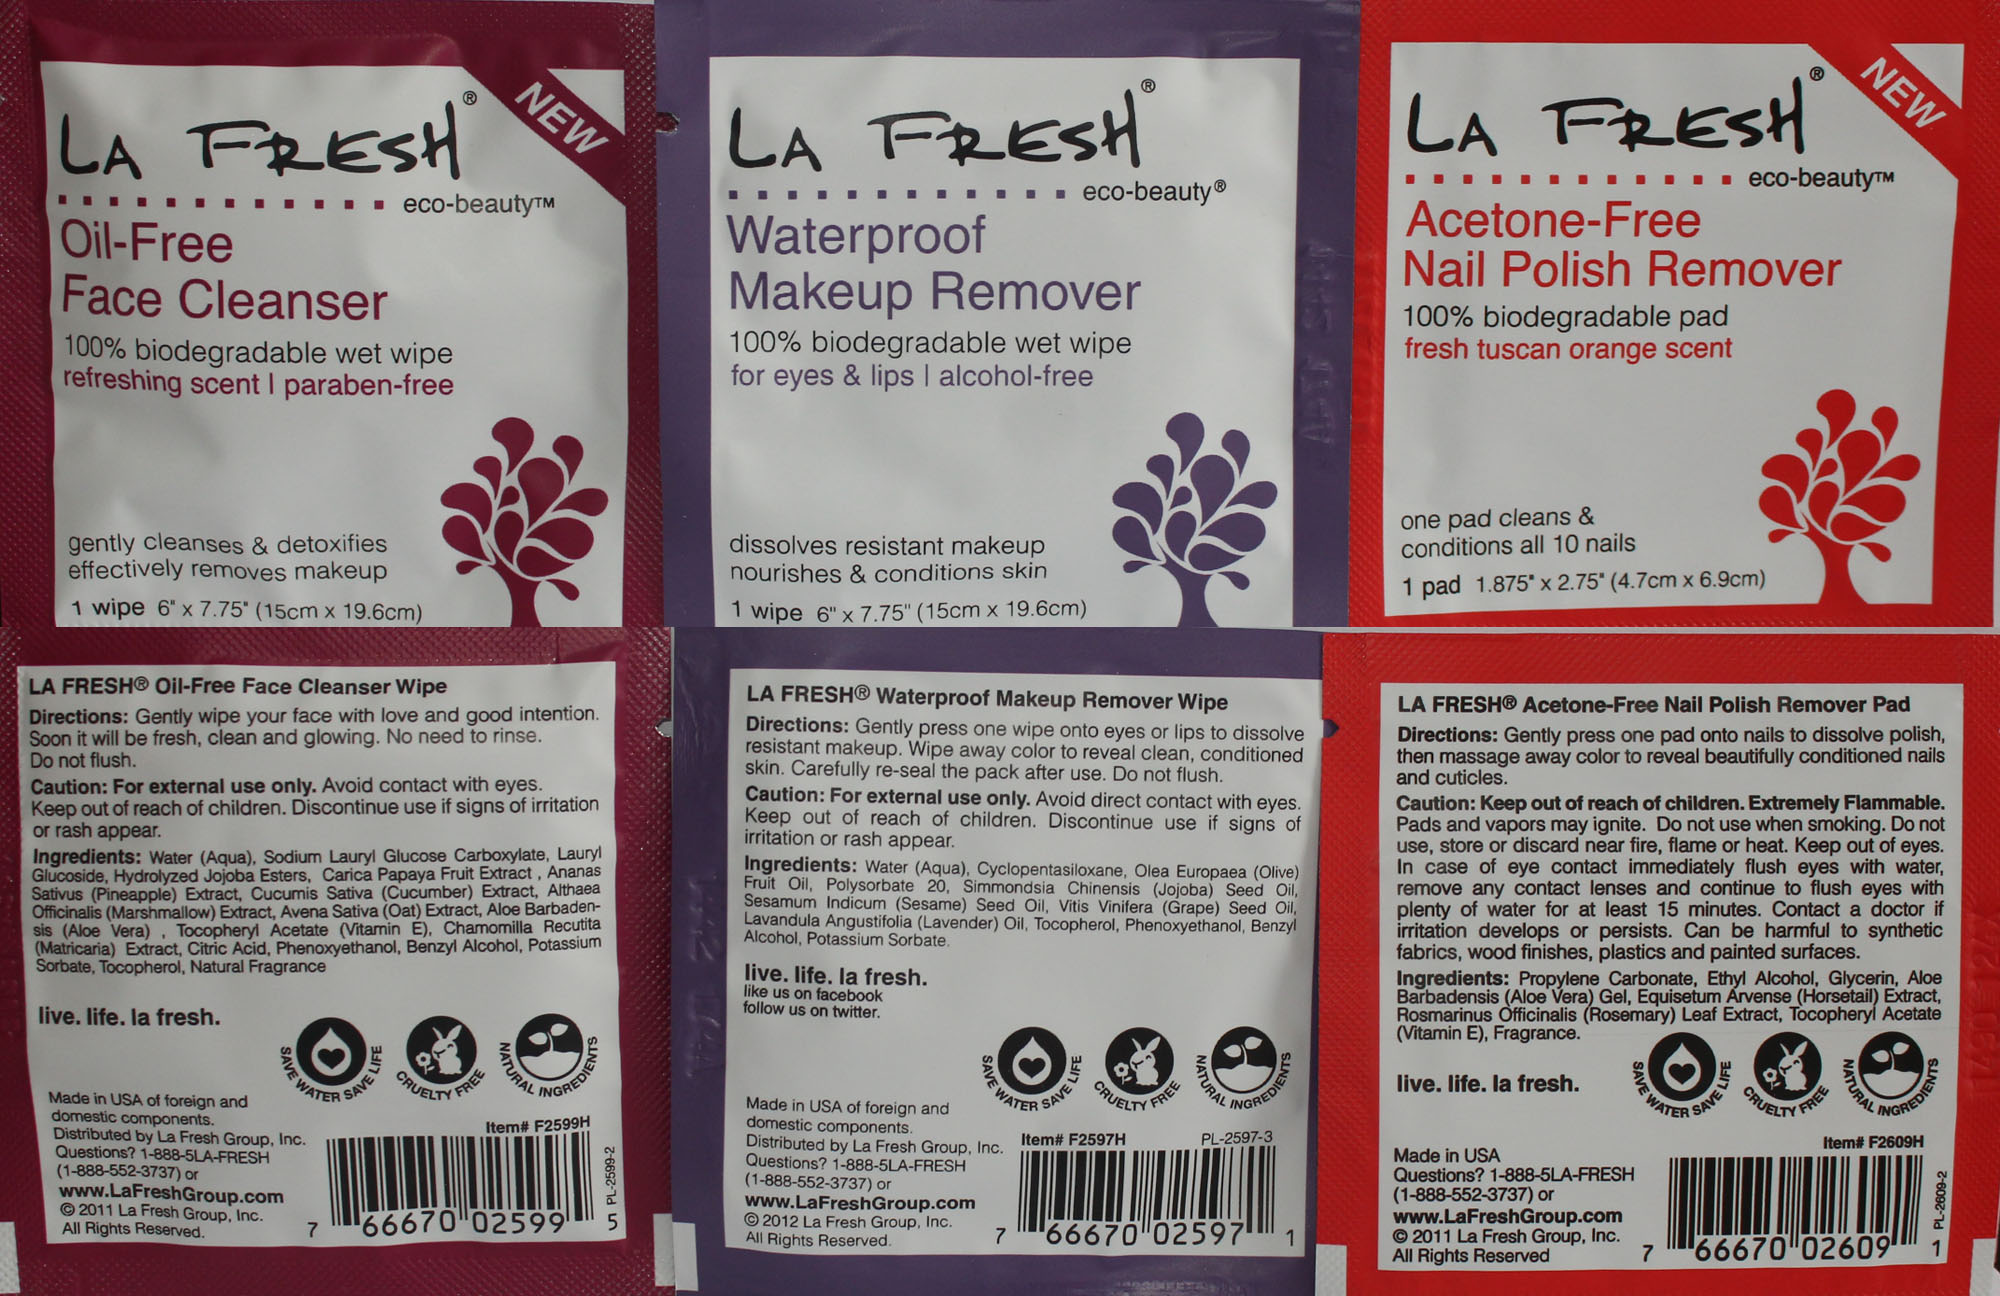 LA FRESH®
NEW
eco-beauty™
Oil-Free
Face Cleanser
100% biodegradable wet wipe
refreshing scent | paraben-free
gently cleanses & detoxifies
effectively removes makeup
1 wipe 6" x 7.75" (15cm x 19.6cm)
LA FRESH®
eco-beauty®
Waterproof
Makeup Remover
100% biodegradable wet wipe
for eyes & lips | alcohol-free
dissolves resistant makeup
nourishes & conditions skin
1 wipe 6" x 7.75" (15cm x 19.6cm)
LA FRESH®
NEW
eco-beauty™
Acetone-Free
Nail Polish Remover
100% biodegradable pad
fresh tuscan orange scent
one pad cleans &
conditions all 10 nails
1 pad 1.875" x 2.75" (4.7cm x 6.9cm)
LA FRESH® Oil-Free Face Cleanser Wipe
Directions: Gently wipe your face with love and good intention.
Soon it will be fresh, clean and glowing. No need to rinse.
Do not flush.
Caution: For external use only. Avoid contact with eyes.
Keep out of reach of children. Discontinue use if signs of irritation
or rash appear.
Ingredients: Water (Aqua), Sodium Lauryl Glucose Carboxylate, Lauryl
Glucoside, Hydrolyzed Jojoba Esters, Carica Papaya Fruit Extract , Ananas
Sativus (Pineapple) Extract, Cucumis Sativa (Cucumber) Extract, Althaea
Officinalis (Marshmallow) Extract, Avena Sativa (Oat) Extract, Aloe Barbaden-
sis (Aloe Vera) , Tocopheryl Acetate (Vitamin E), Chamomilla Recutita
(Matricaria) Extract, Citric Acid, Phenoxyethanol, Benzyl Alcohol, Potassium
Sorbate, Tocopherol, Natural Fragrance
live. life. la fresh.
SAVE WATER SAVE LIFE
CRUELTY FREE
NATURAL INGREDIENTS
Made in USA of foreign and
domestic components.
Distributed by La Fresh Group, Inc.
Questions? 1-888-5LA-FRESH
(1-888-552-3737) or
www.LaFreshGroup.com
© 2011 La Fresh Group, Inc.
All Rights Reserved.
Item# F2599H
PL-2599-2
7 66670 02599 5
LA FRESH® Waterproof Makeup Remover Wipe
Directions: Gently press one wipe onto eyes or lips to dissolve
resistant makeup. Wipe away color to reveal clean, conditioned
skin. Carefully re-seal the pack after use. Do not flush.
Caution: For external use only. Avoid direct contact with eyes.
Keep out of reach of children. Discontinue use if signs of
irritation or rash appear.
Ingredients: Water (Aqua), Cyclopentasiloxane, Olea Europaea (Olive)
Fruit Oil, Polysorbate 20, Simmondsia Chinensis (Jojoba) Seed Oil,
Sesamum Indicum (Sesame) Seed Oil, Vitis Vinifera (Grape) Seed Oil,
Lavandula Angustifolia (Lavender) Oil, Tocopherol, Phenoxyethanol, Benzyl
Alcohol, Potassium Sorbate.
live. life. la fresh.
like us on facebook
follow us on twitter.
SAVE WATER SAVE LIFE
CRUELTY FREE
NATURAL INGREDIENTS
Made in USA of foreign and
domestic components.
Distributed by La Fresh Group, Inc.
Questions? 1-888-5LA-FRESH
(1-888-552-3737) or
www.LaFreshGroup.com
© 2012 La Fresh Group, Inc.
All Rights Reserved.
Item# F2597H
PL-2597-3
7 66670 02597 1
LA FRESH® Acetone-Free Nail Polish Remover Pad
Directions: Gently press one pad onto nails to dissolve polish,
then massage away color to reveal beautifully conditioned nails
and cuticles.
Caution: Keep out of reach of children. Extremely Flammable.
Pads and vapors may ignite. Do not use when smoking. Do not
use, store or discard near fire, flame or heat. Keep out of eyes.
In case of eye contact immediately flush eyes with water,
remove any contact lenses and continue to flush eyes with
plenty of water for at least 15 minutes. Contact a doctor if
irritation develops or persists. Can be harmful to synthetic
fabrics, wood finishes, plastics and painted surfaces.
Ingredients: Propylene Carbonate, Ethyl Alcohol, Glycerin, Aloe
Barbadensis (Aloe Vera) Gel, Equisetum Arvense (Horsetail) Extract,
Rosmarinus Officinalis (Rosemary) Leaf Extract, Tocopheryl Acetate
(Vitamin E), Fragrance.
live. life. la fresh.
SAVE WATER SAVE LIFE
CRUELTY FREE
NATURAL INGREDIENTS
Made in USA
Questions? 1-888-5LA-FRESH
(1-888-552-3737) or
www.LaFreshGroup.com
© 2011 La Fresh Group, Inc.
All Rights Reserved
Item# F2609H
PL-2609-2
7 66670 02609 1